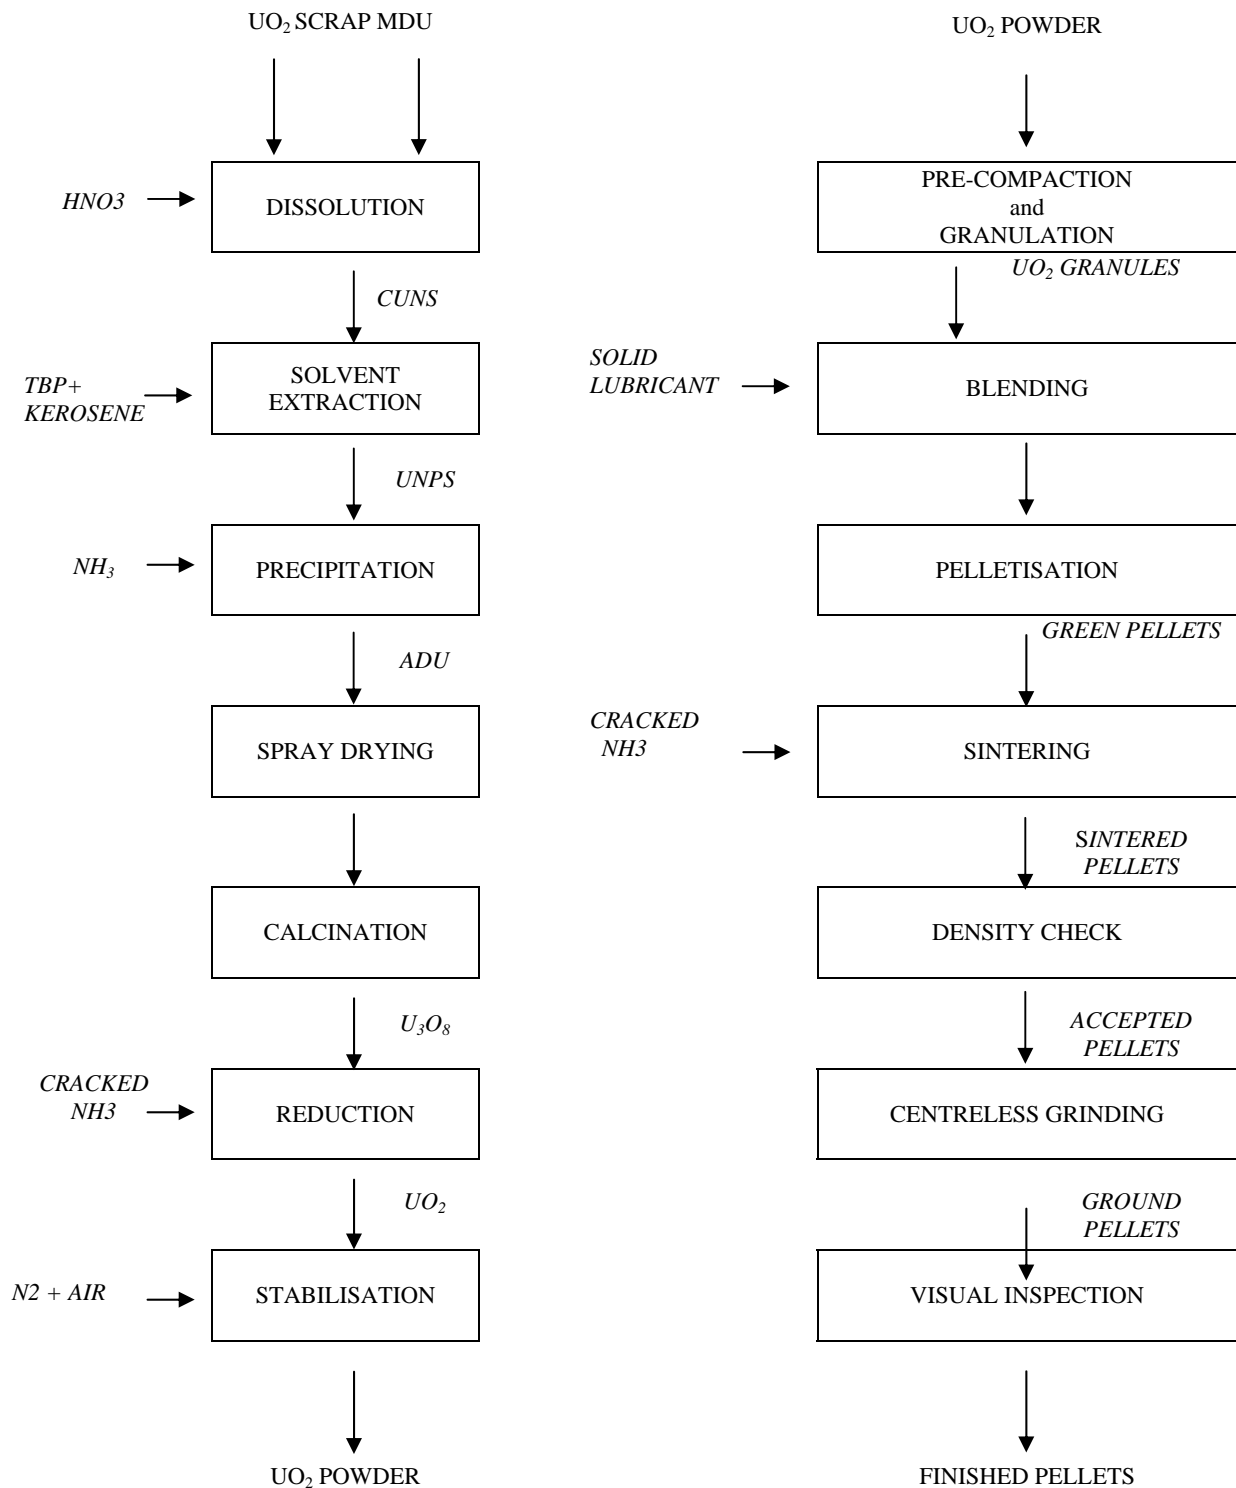 UO₂ SCRAP MDU
HNO3
DISSOLUTION
CUNS
TBP+
KEROSENE
SOLVENT
EXTRACTION
UNPS
NH₃
PRECIPITATION
ADU
SPRAY DRYING
CALCINATION
U₃O₈
CRACKED
NH3
REDUCTION
UO₂
N2 + AIR
STABILISATION
UO₂ POWDER
UO₂ POWDER
PRE-COMPACTION
and
GRANULATION
UO₂ GRANULES
SOLID
LUBRICANT
BLENDING
PELLETISATION
GREEN PELLETS
CRACKED
NH3
SINTERING
SINTERED
PELLETS
DENSITY CHECK
ACCEPTED
PELLETS
CENTRELESS GRINDING
GROUND
PELLETS
VISUAL INSPECTION
FINISHED PELLETS